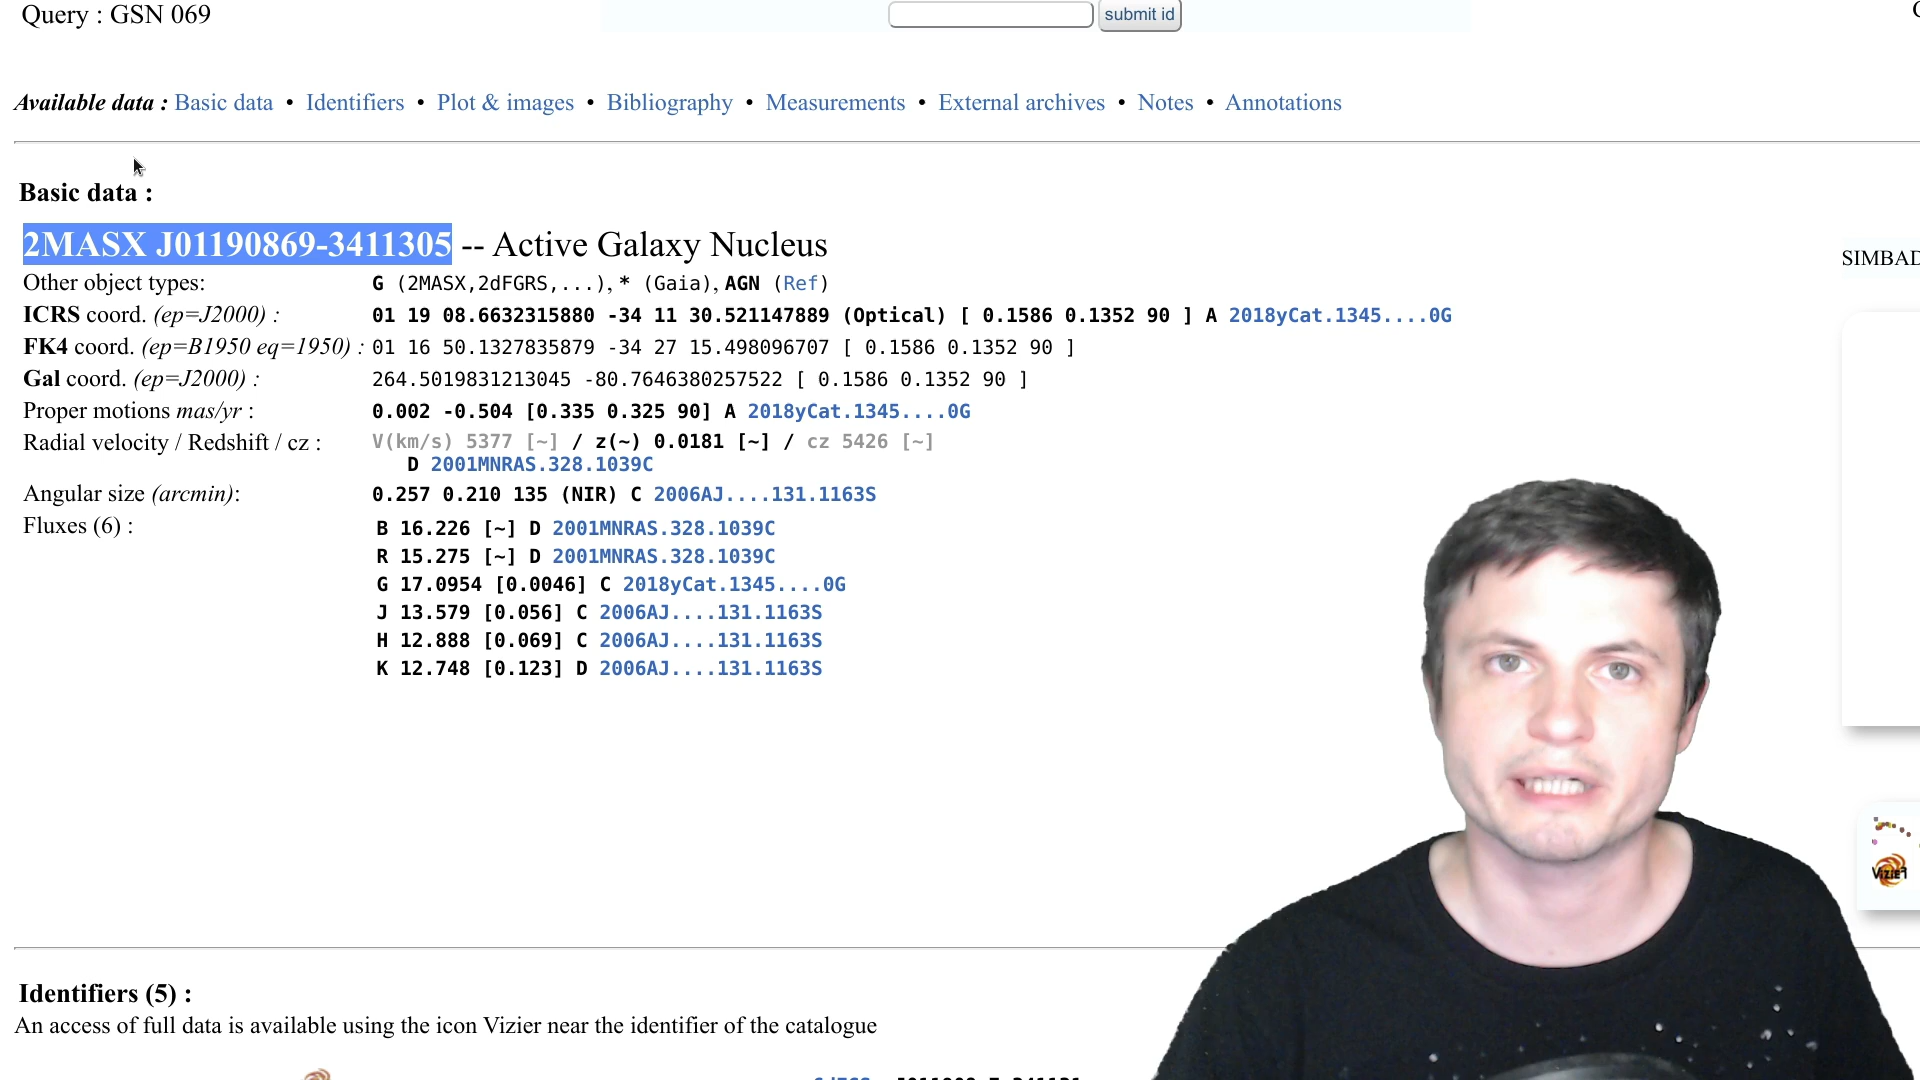 Query : GSN 069
submit id
Available data : Basic data • Identifiers • Plot & images • Bibliography • Measurements • External archives • Notes • Annotations
Basic data :
2MASX J01190869-3411305 -- Active Galaxy Nucleus
SIMBAD
Other object types: G (2MASX,2dFGRS,...), * (Gaia), AGN (Ref)
ICRS coord. (ep=J2000) : 01 19 08.6632315880 -34 11 30.521147889 (Optical) [ 0.1586 0.1352 90 ] A 2018yCat.1345....0G
FK4 coord. (ep=B1950 eq=1950) : 01 16 50.1327835879 -34 27 15.498096707 [ 0.1586 0.1352 90 ]
Gal coord. (ep=J2000) : 264.5019831213045 -80.7646380257522 [ 0.1586 0.1352 90 ]
Proper motions mas/yr : 0.002 -0.504 [0.335 0.325 90] A 2018yCat.1345....0G
Radial velocity / Redshift / cz : V(km/s) 5377 [~] / z(~) 0.0181 [~] / cz 5426 [~]
D 2001MNRAS.328.1039C
Angular size (arcmin): 0.257 0.210 135 (NIR) C 2006AJ....131.1163S
Fluxes (6) : B 16.226 [~] D 2001MNRAS.328.1039C
R 15.275 [~] D 2001MNRAS.328.1039C
G 17.0954 [0.0046] C 2018yCat.1345....0G
J 13.579 [0.056] C 2006AJ....131.1163S
H 12.888 [0.069] C 2006AJ....131.1163S
K 12.748 [0.123] D 2006AJ....131.1163S
VizieR
Identifiers (5) :
An access of full data is available using the icon Vizier near the identifier of the catalogue